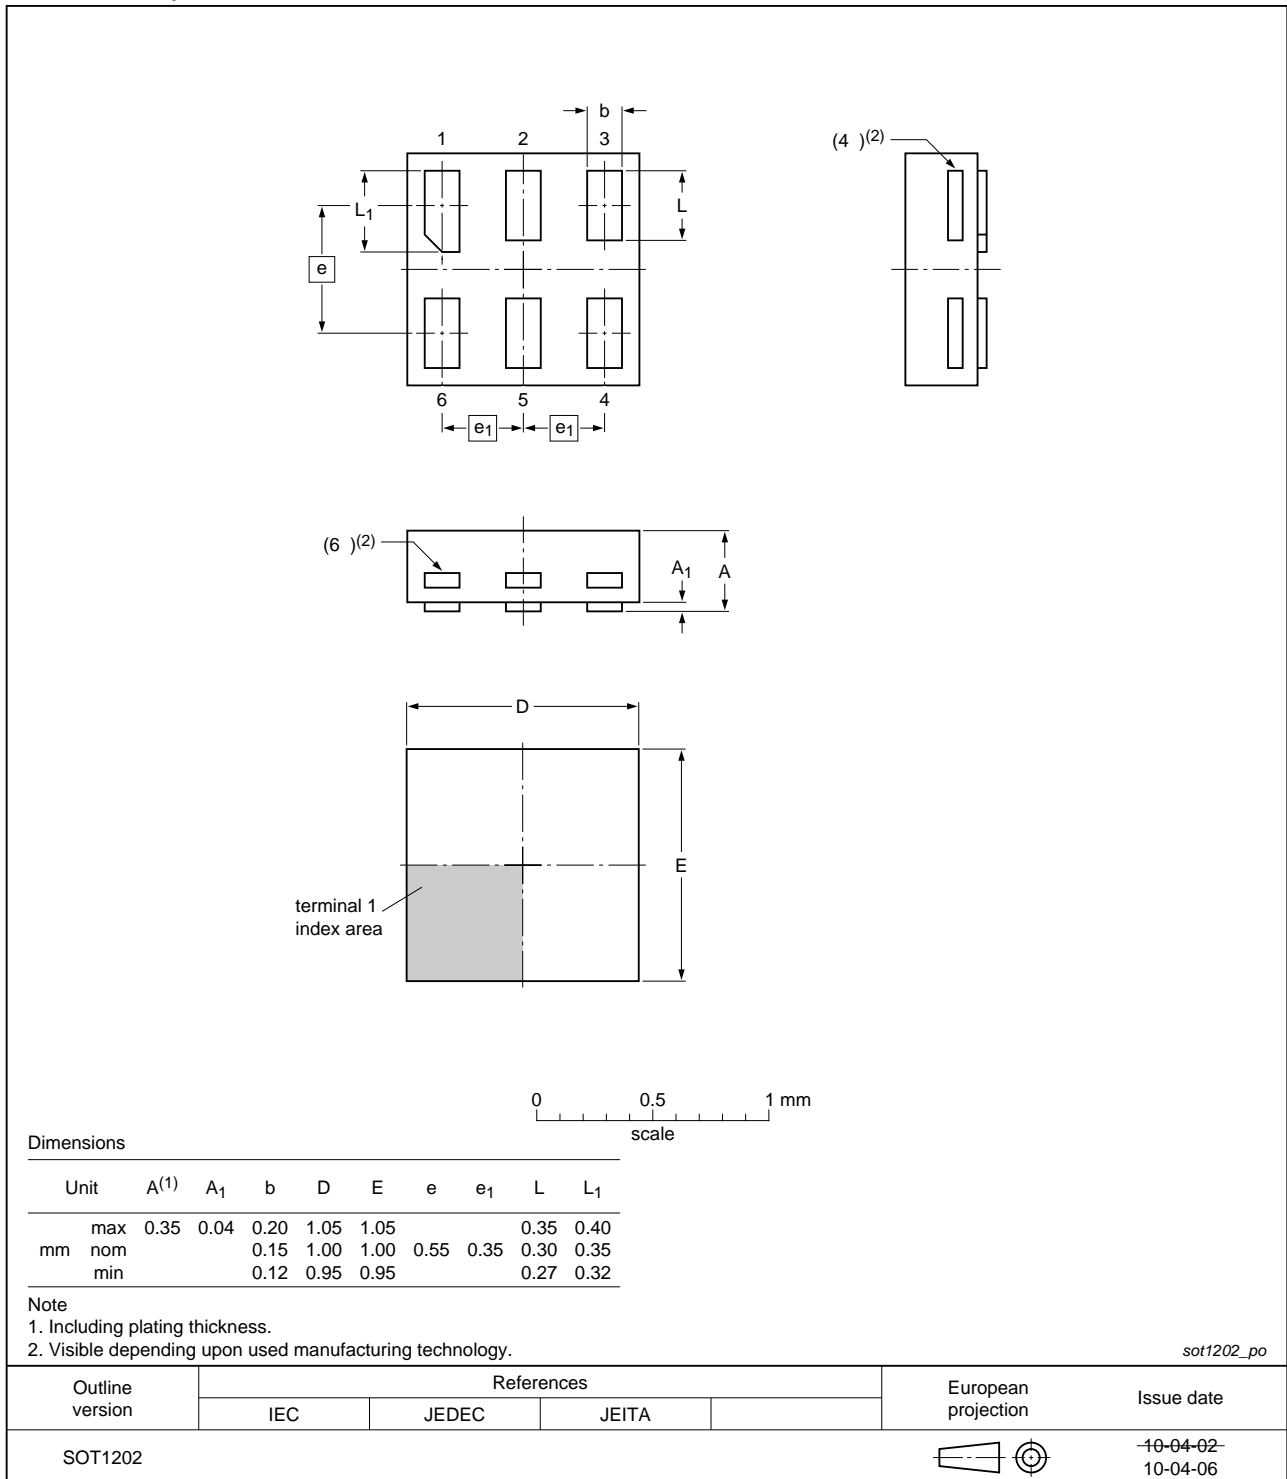 b
1 2 3
(4 )(2)
L1
L
e
6 5 4
e1 e1
(6 )(2)
A1 A
D
E
terminal 1
index area
0 0.5 1 mm
scale
Dimensions
Unit A(1) A1 b D E e e1 L L1
max 0.35 0.04 0.20 1.05 1.05 0.35 0.40
mm nom 0.15 1.00 1.00 0.55 0.35 0.30 0.35
min 0.12 0.95 0.95 0.27 0.32
Note
1. Including plating thickness.
2. Visible depending upon used manufacturing technology.
sot1202_po
Outline version References European projection Issue date
IEC JEDEC JEITA
SOT1202
10-04-02
10-04-06